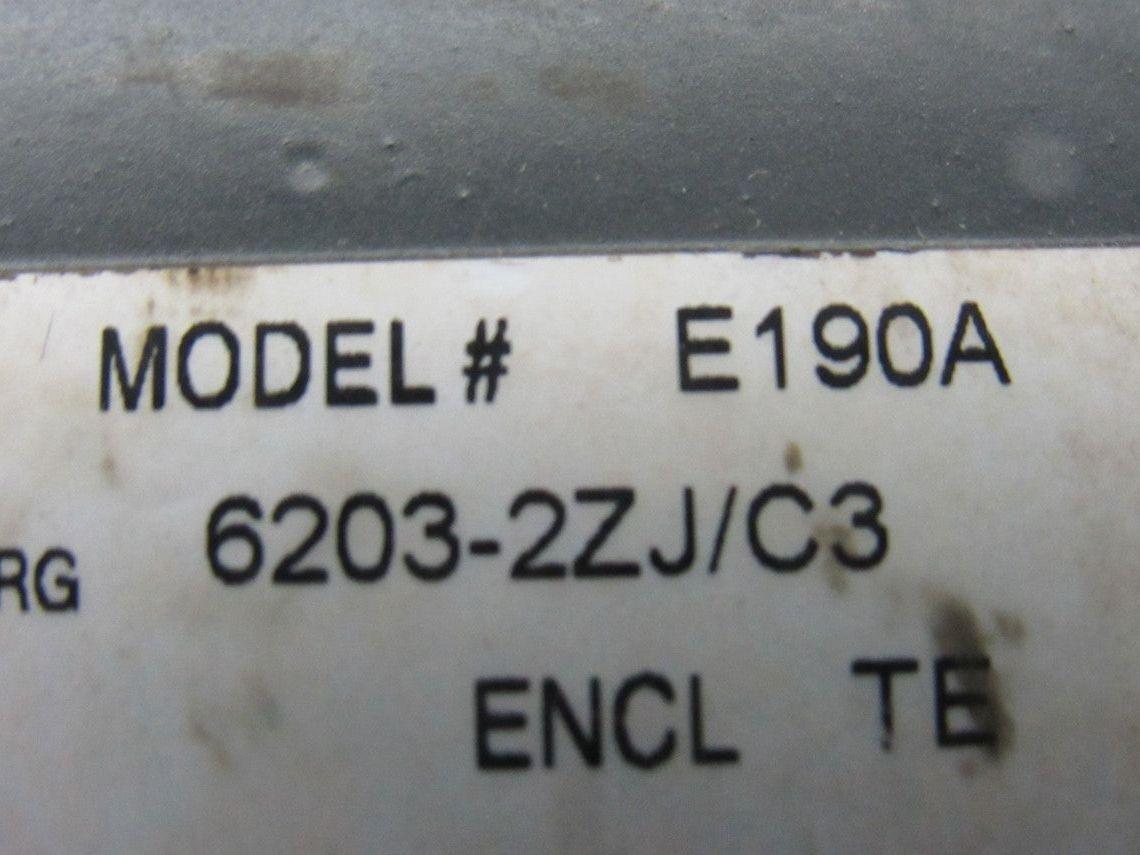 MODEL # E190A
RG 6203-2ZJ/C3
ENCL TE